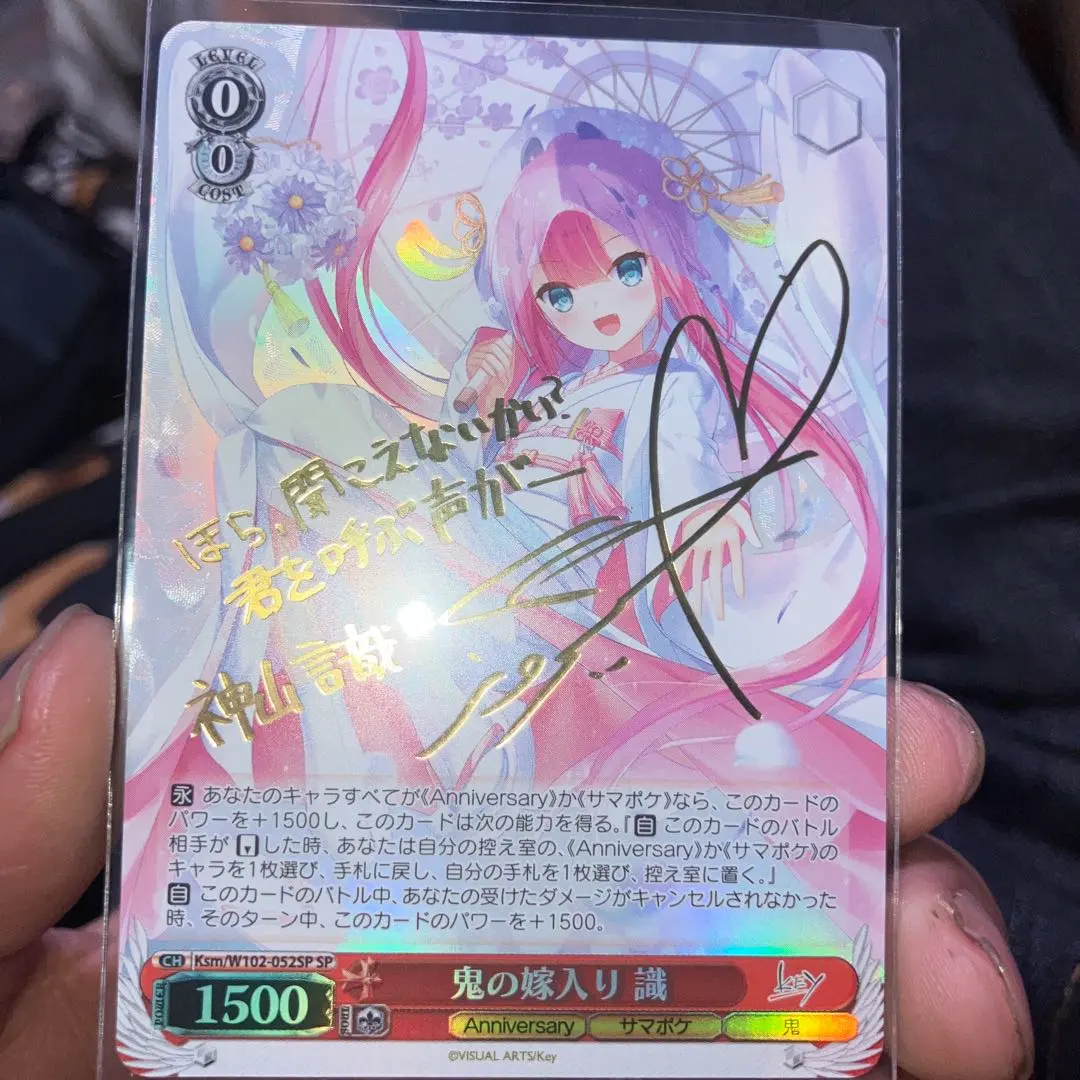 LEVEL
0
0
COST
ほら、聞こえないかい?
君を呼ぶ声がー
神山 識
永 あなたのキャラすべてが《Anniversary》か《サマポケ》なら、このカードの
パワーを＋1500し、このカードは次の能力を得る。『自 このカードのバトル
相手が した時、あなたは自分の控え室の、《Anniversary》か《サマポケ》の
キャラを1枚選び、手札に戻し、自分の手札を1枚選び、控え室に置く。』
自 このカードのバトル中、あなたの受けたダメージがキャンセルされなかった
時、そのターン中、このカードのパワーを＋1500。
CH Ksm/W102-052SP SP
POWER 1500
鬼の嫁入り 識
Key
SOUL
Anniversary サマポケ 鬼
©VISUAL ARTS/Key